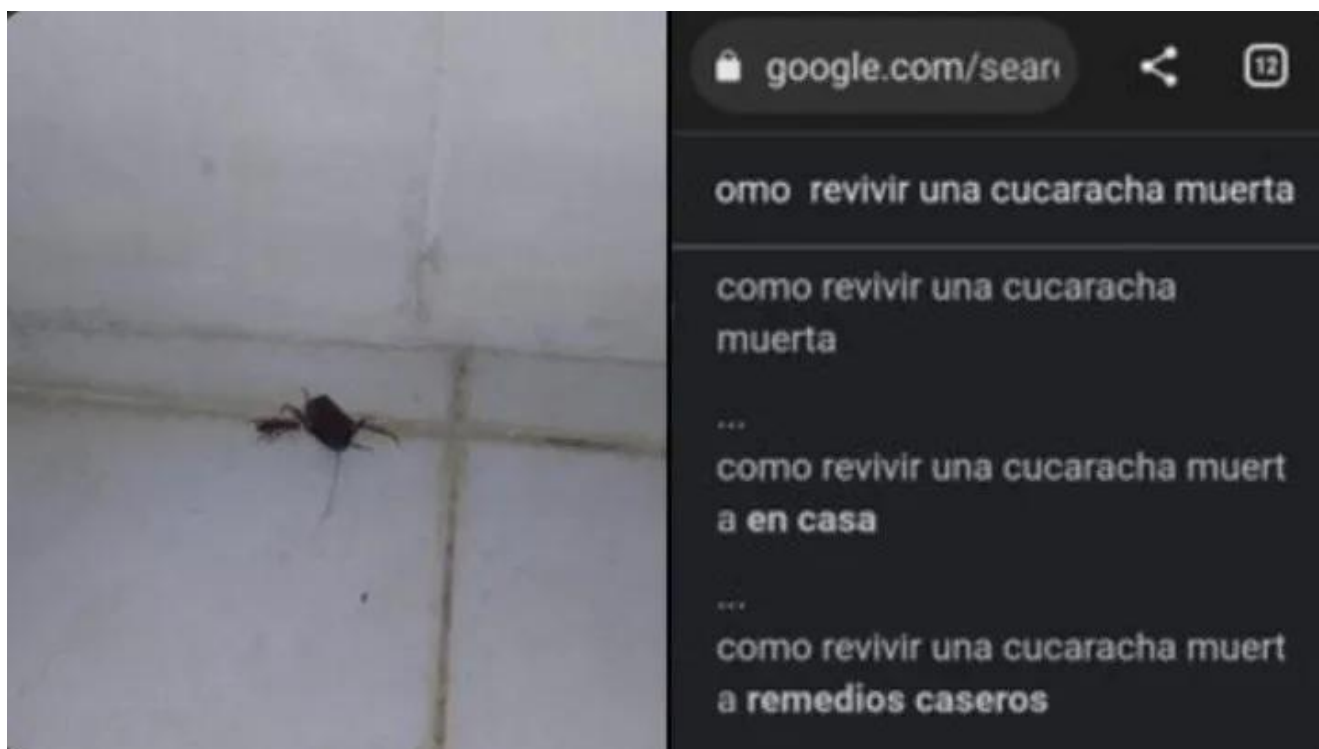 google.com/sear
12
omo revivir una cucaracha muerta
como revivir una cucaracha
muerta
...
como revivir una cucaracha muert
a en casa
...
como revivir una cucaracha muert
a remedios caseros